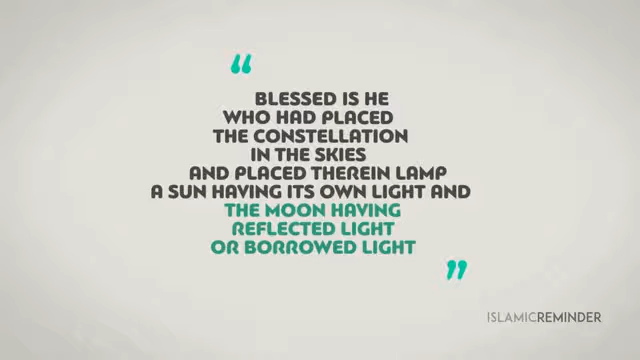 “
BLESSED IS HE
WHO HAD PLACED
THE CONSTELLATION
IN THE SKIES
AND PLACED THEREIN LAMP
A SUN HAVING ITS OWN LIGHT AND
THE MOON HAVING
REFLECTED LIGHT
OR BORROWED LIGHT
”
ISLAMICREMINDER